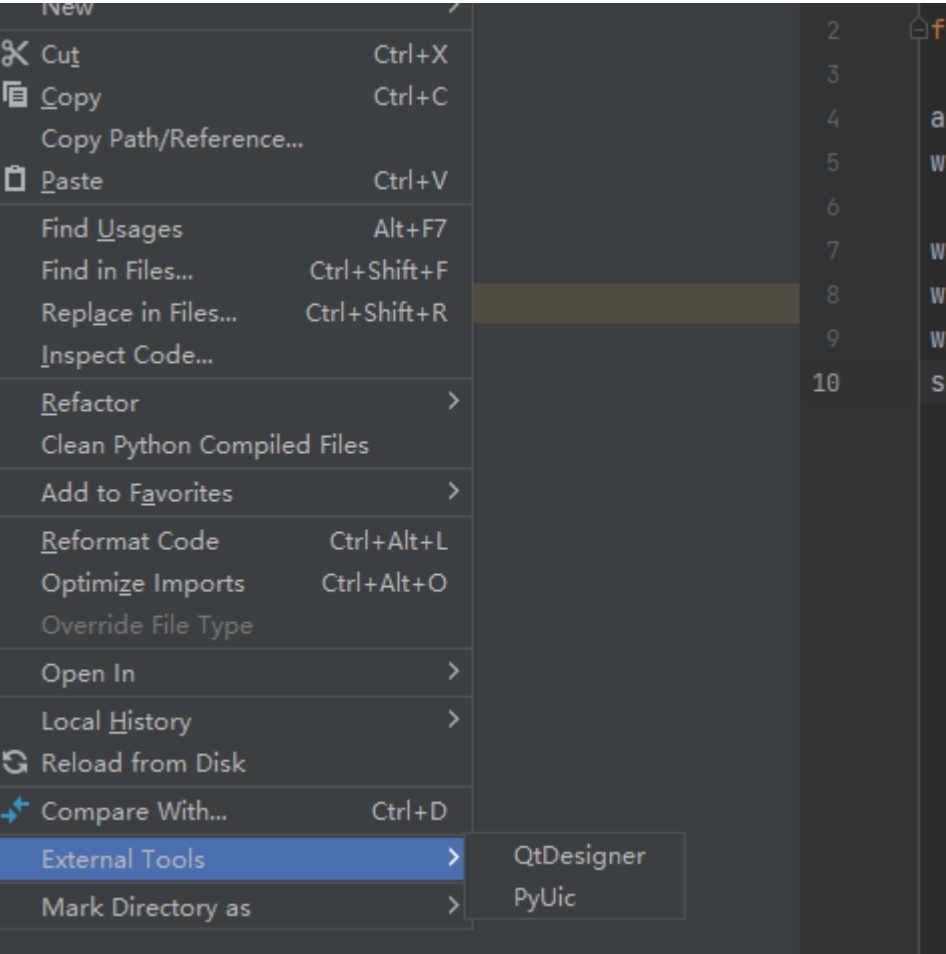 New
Cut Ctrl+X
Copy Ctrl+C
Copy Path/Reference...
Paste Ctrl+V
Find Usages Alt+F7
Find in Files... Ctrl+Shift+F
Replace in Files... Ctrl+Shift+R
Inspect Code...
Refactor
Clean Python Compiled Files
Add to Favorites
Reformat Code Ctrl+Alt+L
Optimize Imports Ctrl+Alt+O
Override File Type
Open In
Local History
Reload from Disk
Compare With... Ctrl+D
External Tools
Mark Directory as
QtDesigner
PyUic
2 f
3
4 a
5 w
6
7 w
8 w
9 w
10 s